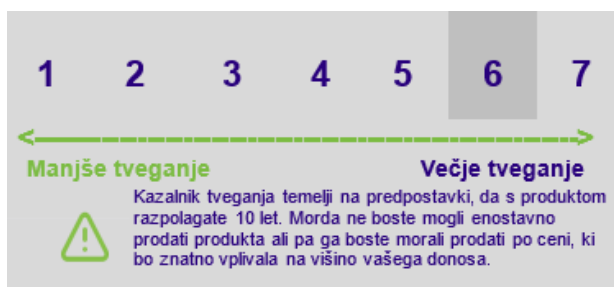 1 2 3 4 5 6 7
Manjše tveganje Večje tveganje
Kazalnik tveganja temelji na predpostavki, da s produktom
razpolagate 10 let. Morda ne boste mogli enostavno
prodati produkta ali pa ga boste morali prodati po ceni, ki
bo znatno vplivala na višino vašega donosa.